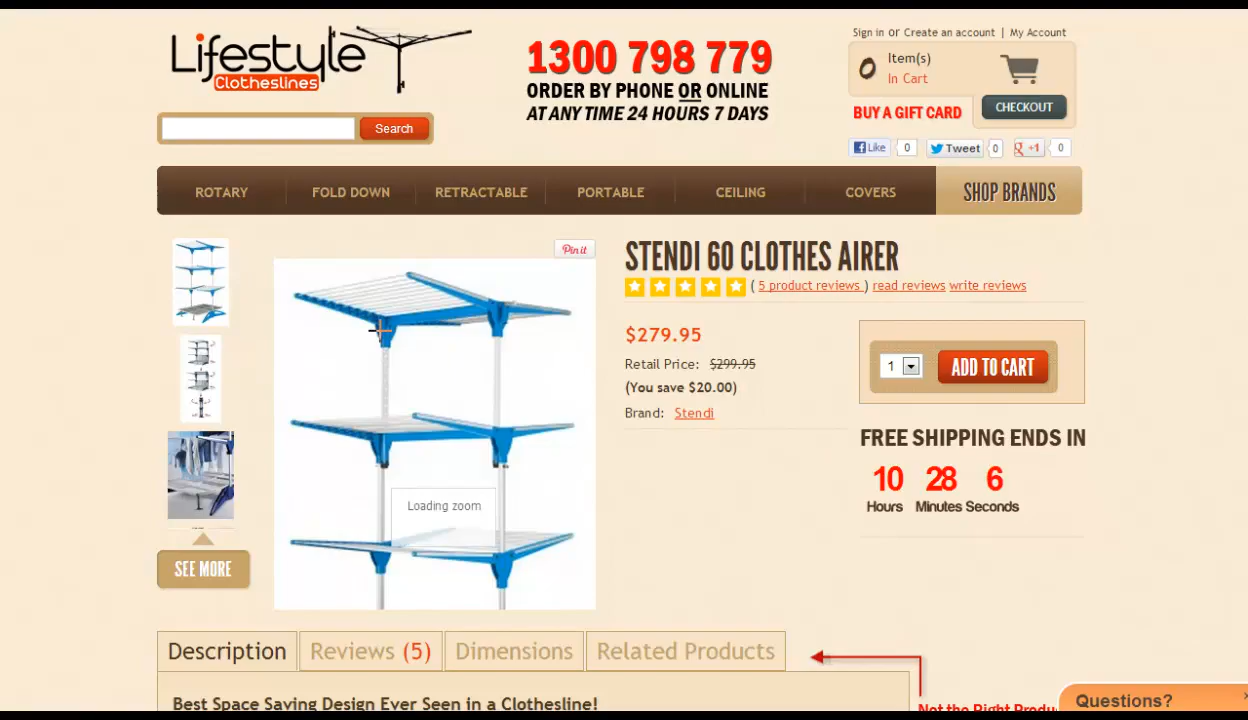 Lifestyle
Clotheslines
1300 798 779
ORDER BY PHONE OR ONLINE
AT ANY TIME 24 HOURS 7 DAYS
Sign in or Create an account | My Account
0 Item(s)
In Cart
BUY A GIFT CARD
CHECKOUT
Like 0 Tweet 0 +1 0
Search
ROTARY FOLD DOWN RETRACTABLE PORTABLE CEILING COVERS SHOP BRANDS
Pin it
STENDI 60 CLOTHES AIRER
( 5 product reviews ) read reviews write reviews
$279.95
Retail Price: $299.95
(You save $20.00)
Brand: Stendi
1 ADD TO CART
FREE SHIPPING ENDS IN
10 28 6
Hours Minutes Seconds
Loading zoom
SEE MORE
Description Reviews (5) Dimensions Related Products
Best Space Saving Design Ever Seen in a Clothesline!
Not the Right Produ
Questions?